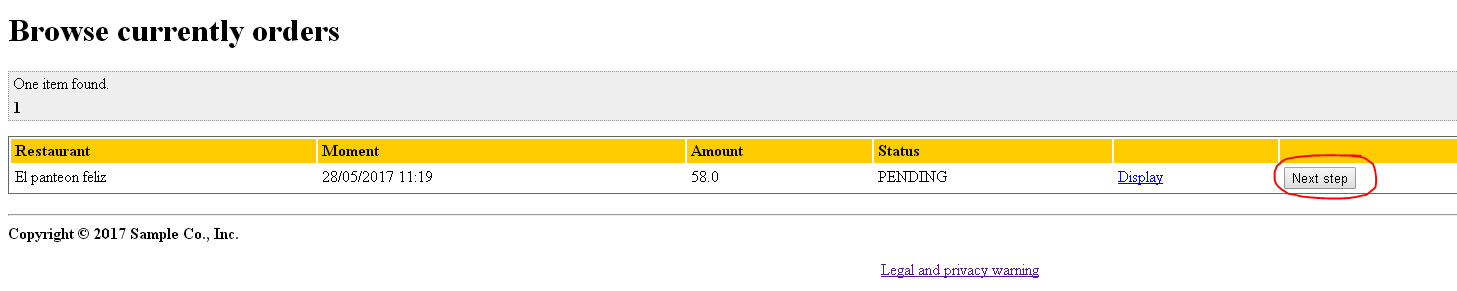 Browse currently orders
One item found.
1
Restaurant Moment Amount Status
El panteon feliz 28/05/2017 11:19 58.0 PENDING Display Next step
Copyright © 2017 Sample Co., Inc.
Legal and privacy warning